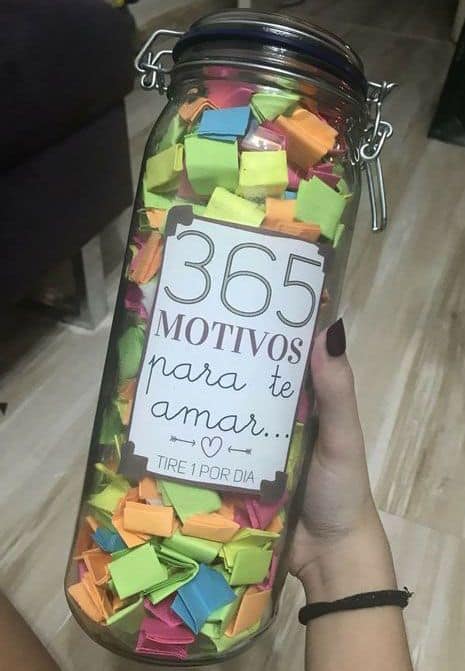 365
MOTIVOS
para te
amar...
TIRE 1 POR DIA